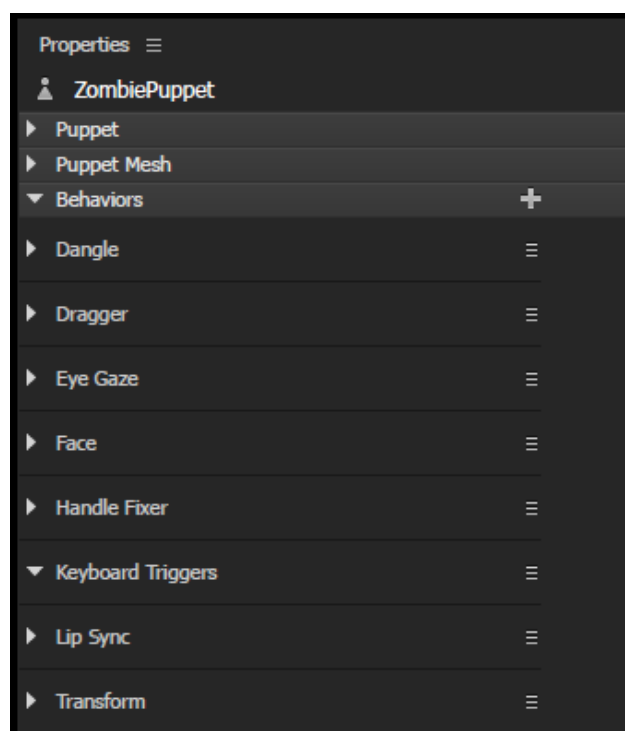 Properties
ZombiePuppet
Puppet
Puppet Mesh
Behaviors
Dangle
Dragger
Eye Gaze
Face
Handle Fixer
Keyboard Triggers
Lip Sync
Transform